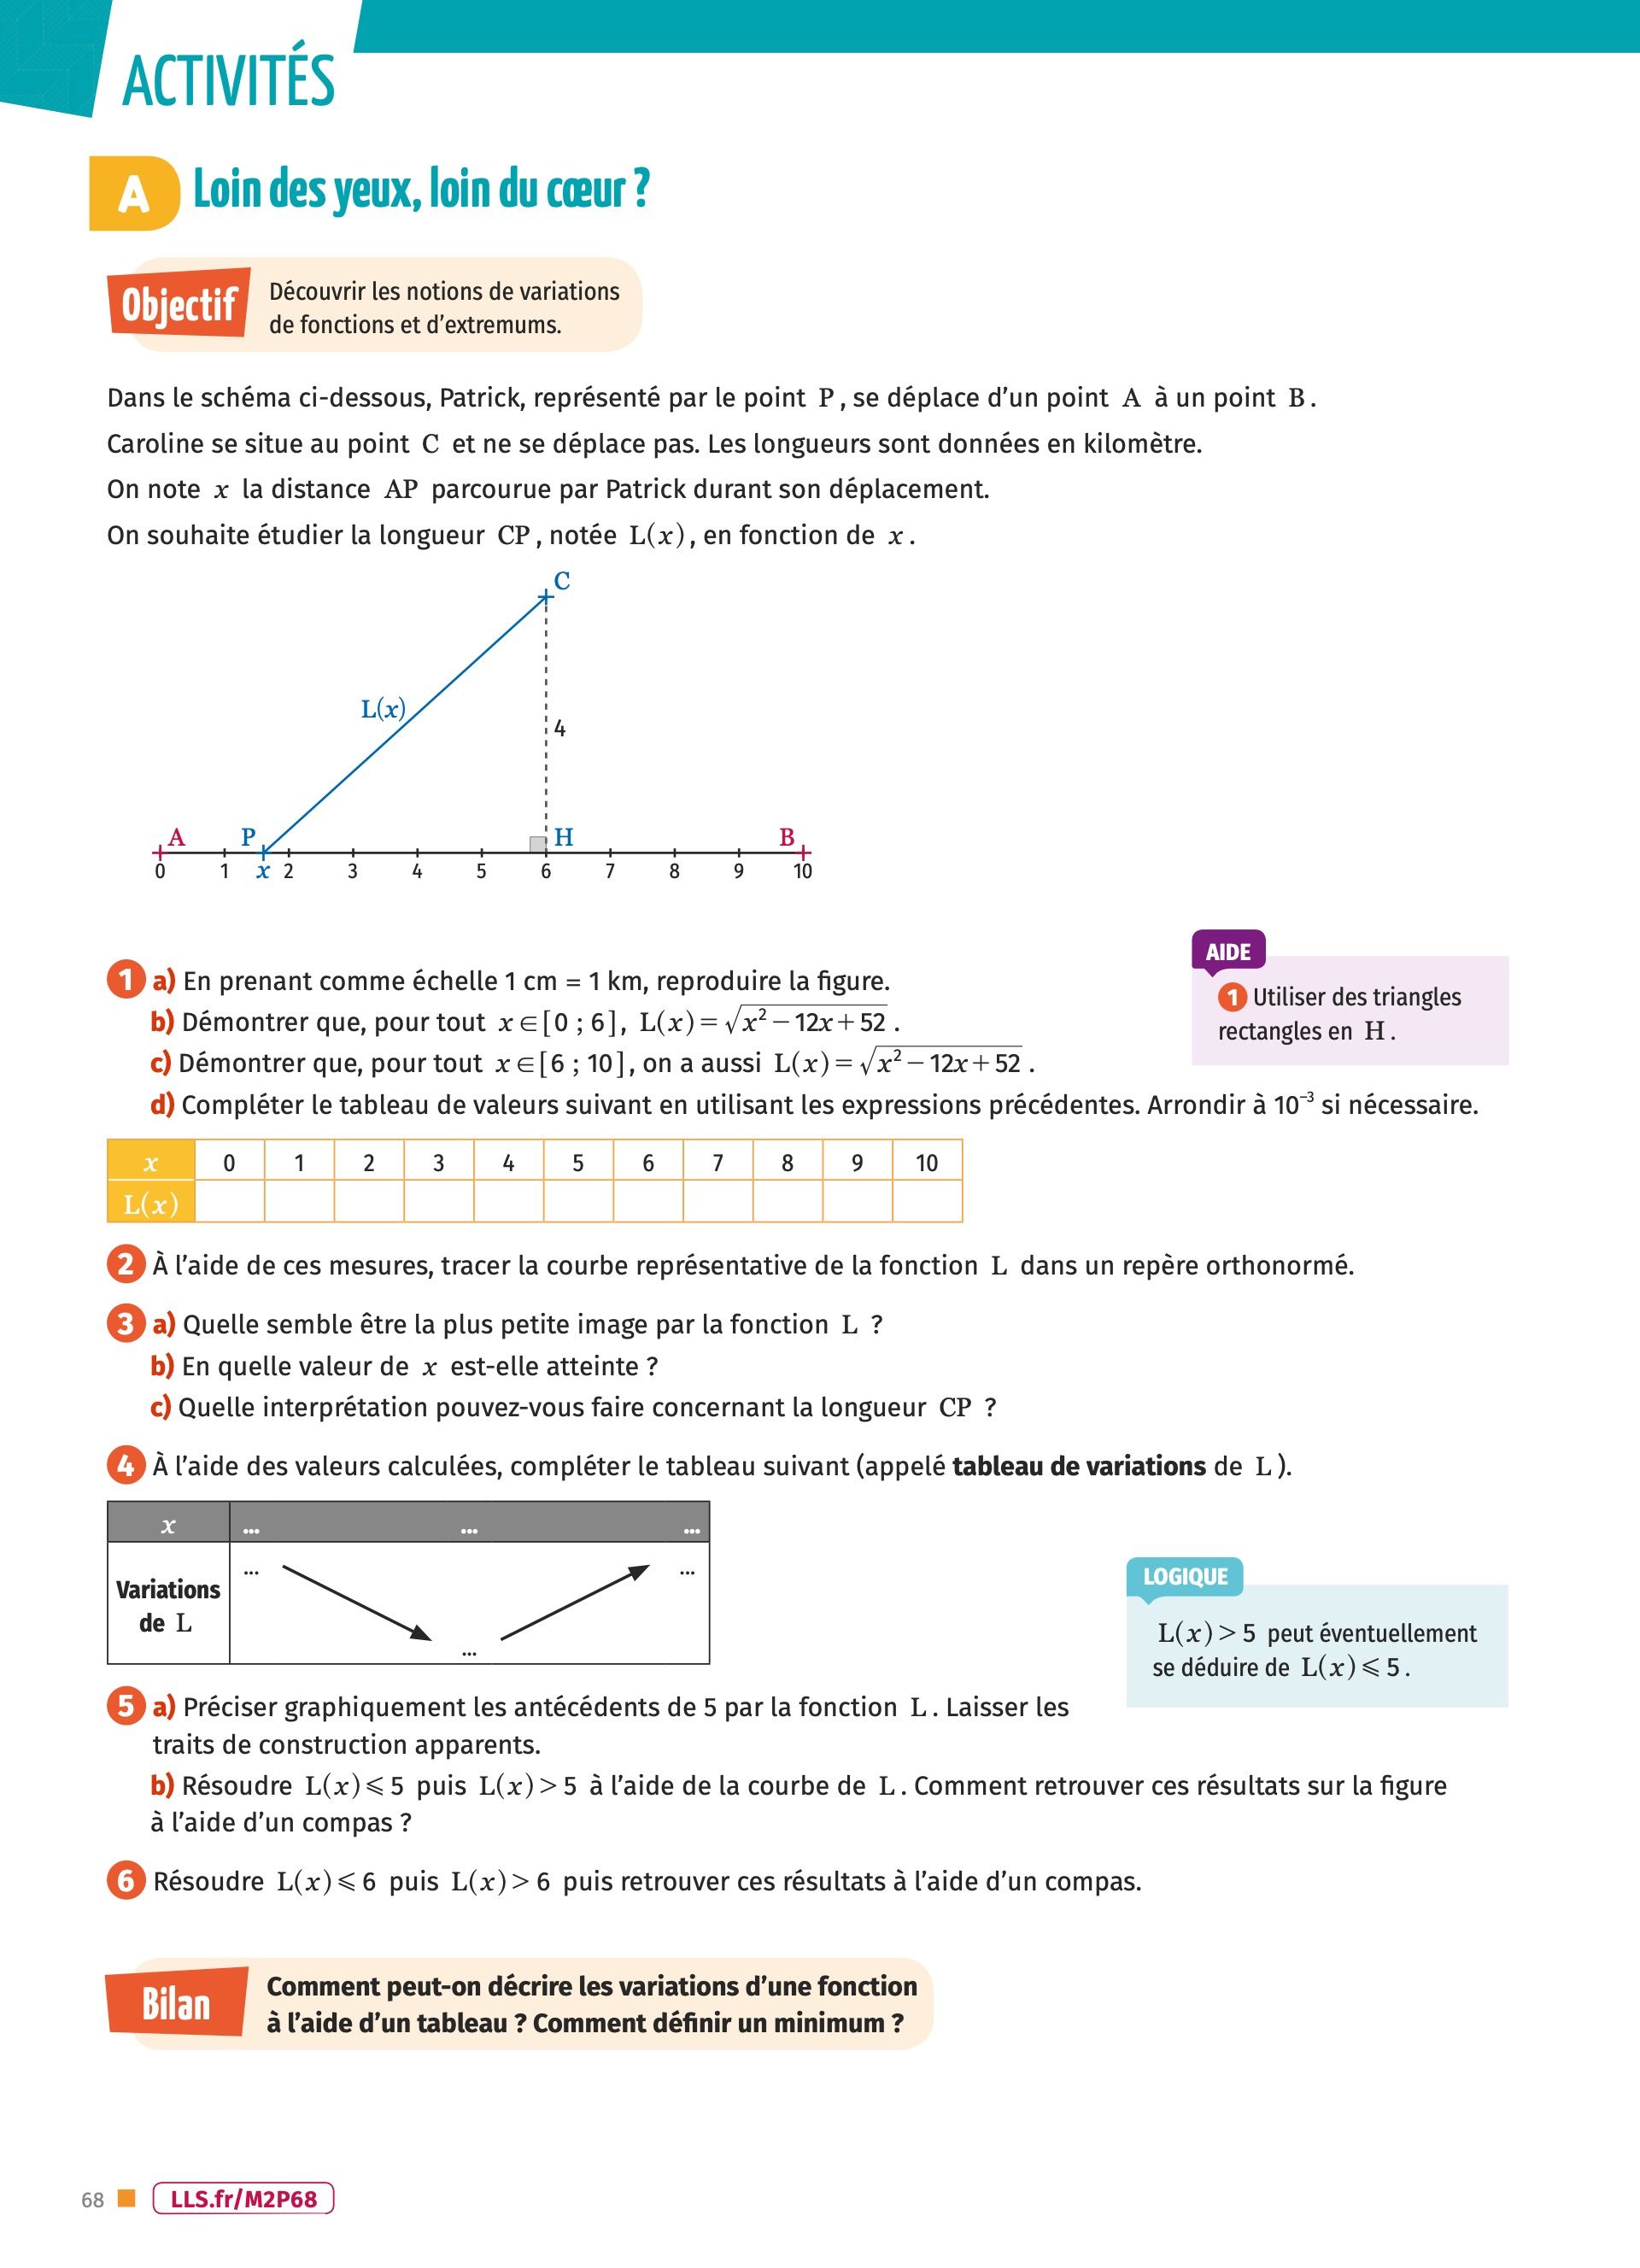 ACTIVITÉS
A Loin des yeux, loin du cœur ?
Objectif
Découvrir les notions de variations
de fonctions et d’extremums.
Dans le schéma ci-dessous, Patrick, représenté par le point P, se déplace d’un point A à un point B.
Caroline se situe au point C et ne se déplace pas. Les longueurs sont données en kilomètre.
On note x la distance AP parcourue par Patrick durant son déplacement.
On souhaite étudier la longueur CP, notée L(x), en fonction de x.
C
L(x)
4
A P H B
0 1 x 2 3 4 5 6 7 8 9 10
AIDE
1 Utiliser des triangles
rectangles en H.
1 a) En prenant comme échelle 1 cm = 1 km, reproduire la figure.
b) Démontrer que, pour tout x ∈ [0 ; 6], L(x) = √(x² − 12x + 52).
c) Démontrer que, pour tout x ∈ [6 ; 10], on a aussi L(x) = √(x² − 12x + 52).
d) Compléter le tableau de valeurs suivant en utilisant les expressions précédentes. Arrondir à 10⁻³ si nécessaire.
x 0 1 2 3 4 5 6 7 8 9 10
L(x)
2 À l’aide de ces mesures, tracer la courbe représentative de la fonction L dans un repère orthonormé.
3 a) Quelle semble être la plus petite image par la fonction L ?
b) En quelle valeur de x est-elle atteinte ?
c) Quelle interprétation pouvez-vous faire concernant la longueur CP ?
4 À l’aide des valeurs calculées, compléter le tableau suivant (appelé tableau de variations de L).
x ... ... ...
... ...
Variations
de L
...
LOGIQUE
L(x) > 5 peut éventuellement
se déduire de L(x) ⩽ 5.
5 a) Préciser graphiquement les antécédents de 5 par la fonction L. Laisser les
traits de construction apparents.
b) Résoudre L(x) ⩽ 5 puis L(x) > 5 à l’aide de la courbe de L. Comment retrouver ces résultats sur la figure
à l’aide d’un compas ?
6 Résoudre L(x) ⩽ 6 puis L(x) > 6 puis retrouver ces résultats à l’aide d’un compas.
Bilan
Comment peut-on décrire les variations d’une fonction
à l’aide d’un tableau ? Comment définir un minimum ?
68 LLS.fr/M2P68